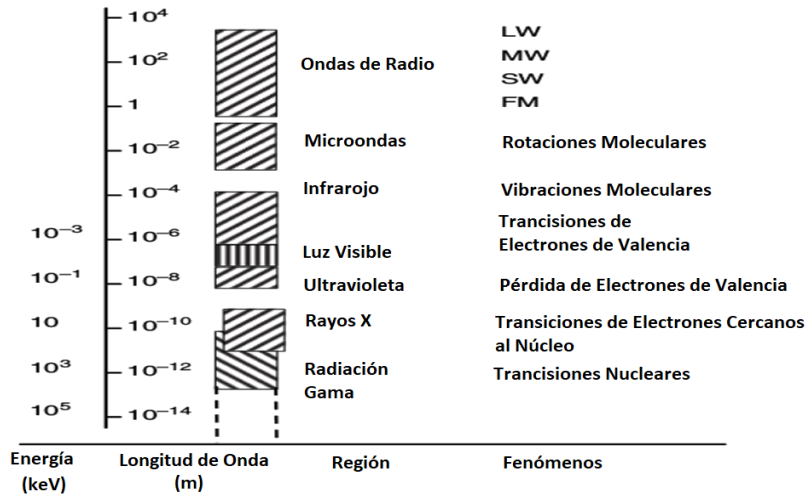 10⁴
LW
10²
Ondas de Radio
MW
SW
1
FM
10⁻²
Microondas
Rotaciones Moleculares
10⁻⁴
Infrarojo
Vibraciones Moleculares
10⁻³
10⁻⁶
Trancisiones de
Electrones de Valencia
Luz Visible
10⁻¹
10⁻⁸
Ultravioleta
Pérdida de Electrones de Valencia
10
10⁻¹⁰
Rayos X
Transiciones de Electrones Cercanos
al Núcleo
10³
10⁻¹²
Radiación
Gama
Trancisiones Nucleares
10⁵
10⁻¹⁴
Energía
(keV)
Longitud de Onda
(m)
Región
Fenómenos